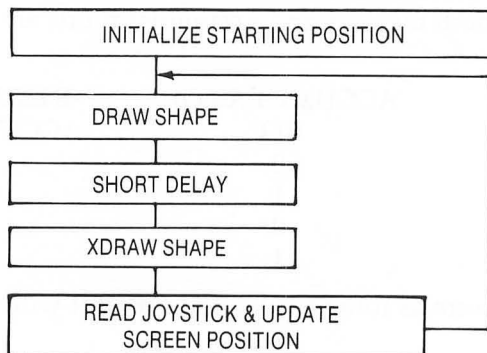 INITIALIZE STARTING POSITION
DRAW SHAPE
SHORT DELAY
XDRAW SHAPE
READ JOYSTICK & UPDATE
SCREEN POSITION